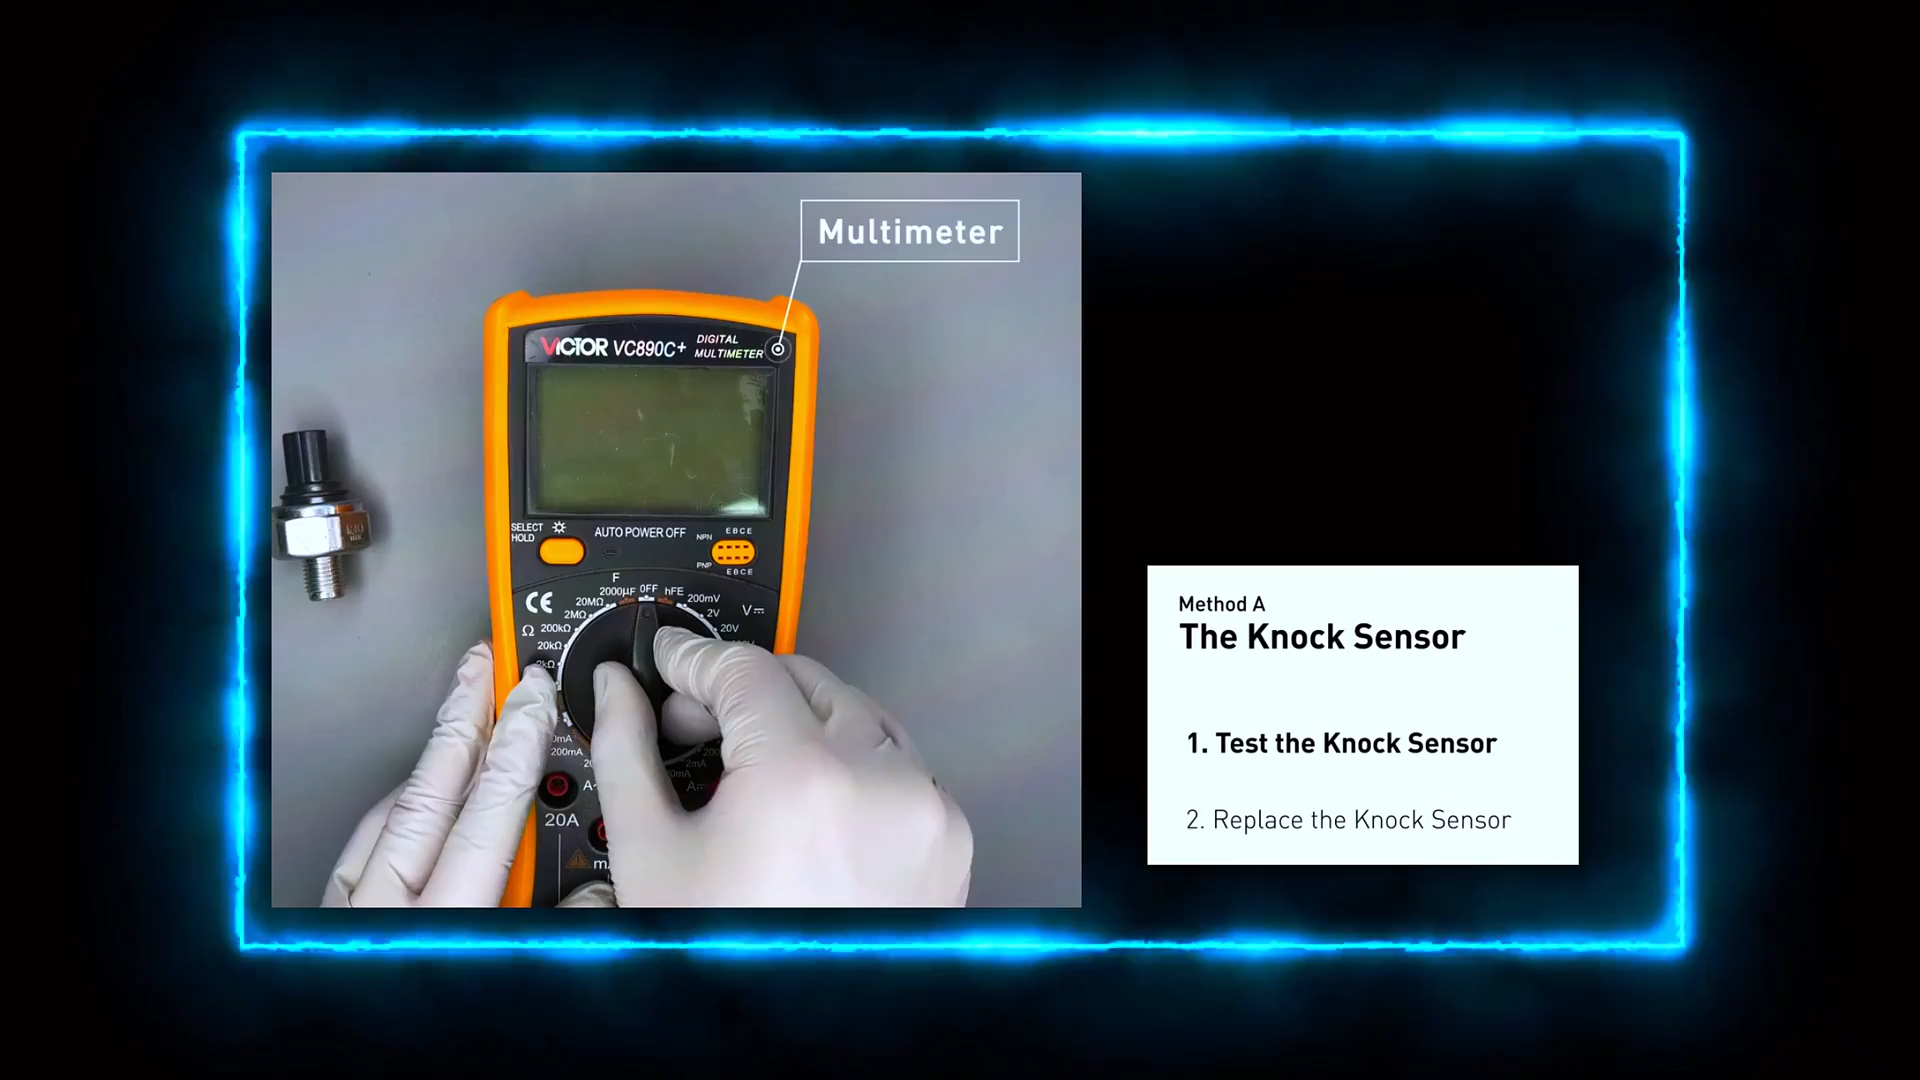 Multimeter
VICTOR VC890C+ DIGITAL MULTIMETER
SELECT
HOLD
AUTO POWER OFF
EBCE
NPN
PNP
EBCE
F
2000µF OFF hFE
20MΩ 200mV
2MΩ 2V V
Ω 200kΩ 20V
20kΩ
2kΩ
CE
200mA
2mA
A
20A
Method A
The Knock Sensor
1. Test the Knock Sensor
2. Replace the Knock Sensor